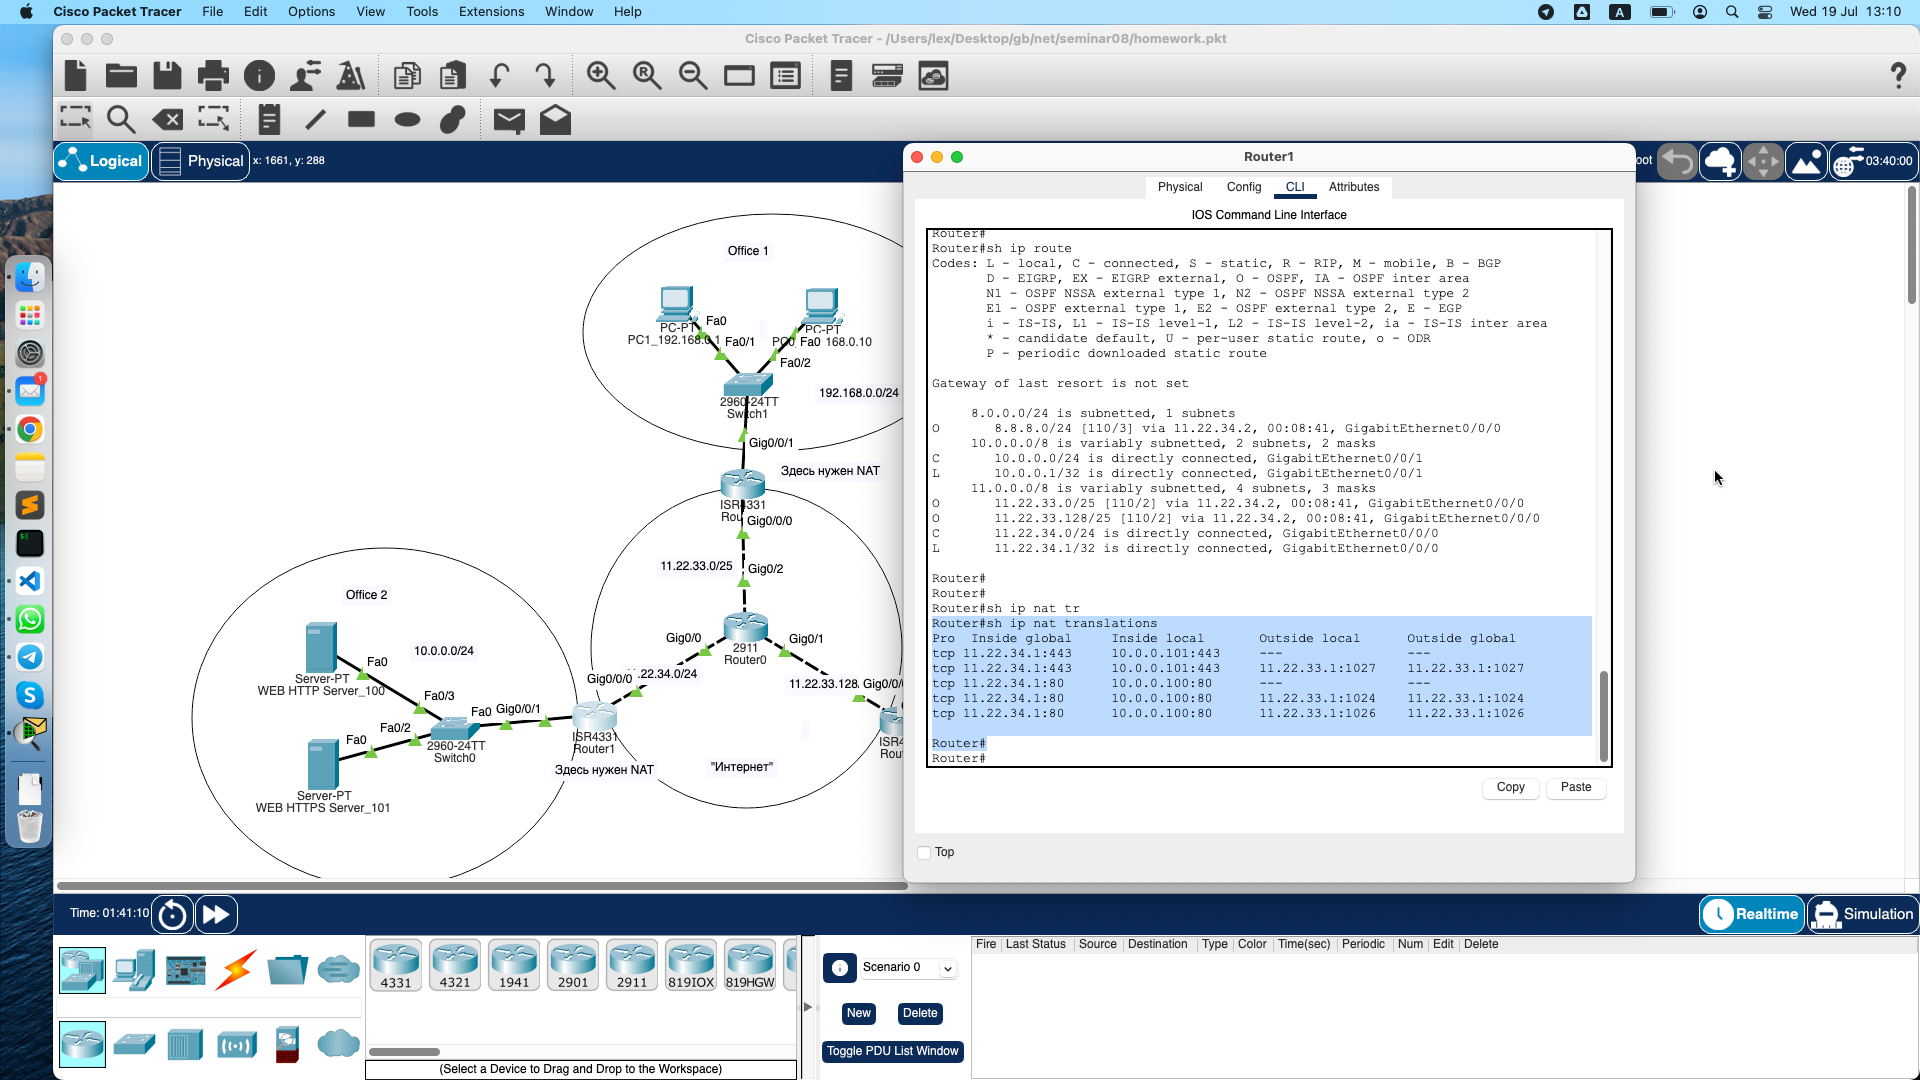 Cisco Packet Tracer File Edit Options View Tools Extensions Window Help
A Wed 19 Jul 13:10
Cisco Packet Tracer - /Users/lex/Desktop/gb/net/seminar08/homework.pkt
Logical Physical x: 1661, y: 288
oot 03:40:00
Office 1
PC-PT
PC1_192.168.0.1
Fa0
Fa0/1
PC-PT
PC0 Fa0 168.0.10
Fa0/2
2960-24TT
Switch1
192.168.0.0/24
Gig0/0/1
Здесь нужен NAT
ISR4331
Rou
Gig0/0/0
11.22.33.0/25
Gig0/2
Office 2
10.0.0.0/24
Fa0
Server-PT
WEB HTTP Server_100
Fa0/3
Fa0/2
Fa0
Fa0 Gig0/0/1
2960-24TT
Switch0
Server-PT
WEB HTTPS Server_101
Gig0/0
Gig0/1
2911
Router0
Gig0/0/0 .22.34.0/24
11.22.33.128 Gig0/0/
ISR4331
Router1
ISR4
Rou
Здесь нужен NAT
"Интернет"
Router1
Physical Config CLI Attributes
IOS Command Line Interface
Router#
Router#sh ip route
Codes: L - local, C - connected, S - static, R - RIP, M - mobile, B - BGP
D - EIGRP, EX - EIGRP external, O - OSPF, IA - OSPF inter area
N1 - OSPF NSSA external type 1, N2 - OSPF NSSA external type 2
E1 - OSPF external type 1, E2 - OSPF external type 2, E - EGP
i - IS-IS, L1 - IS-IS level-1, L2 - IS-IS level-2, ia - IS-IS inter area
* - candidate default, U - per-user static route, o - ODR
P - periodic downloaded static route
Gateway of last resort is not set
8.0.0.0/24 is subnetted, 1 subnets
O 8.8.8.0/24 [110/3] via 11.22.34.2, 00:08:41, GigabitEthernet0/0/0
10.0.0.0/8 is variably subnetted, 2 subnets, 2 masks
C 10.0.0.0/24 is directly connected, GigabitEthernet0/0/1
L 10.0.0.1/32 is directly connected, GigabitEthernet0/0/1
11.0.0.0/8 is variably subnetted, 4 subnets, 3 masks
O 11.22.33.0/25 [110/2] via 11.22.34.2, 00:08:41, GigabitEthernet0/0/0
O 11.22.33.128/25 [110/2] via 11.22.34.2, 00:08:41, GigabitEthernet0/0/0
C 11.22.34.0/24 is directly connected, GigabitEthernet0/0/0
L 11.22.34.1/32 is directly connected, GigabitEthernet0/0/0
Router#
Router#
Router#sh ip nat tr
Router#sh ip nat translations
Pro Inside global Inside local Outside local Outside global
tcp 11.22.34.1:443 10.0.0.101:443 --- ---
tcp 11.22.34.1:443 10.0.0.101:443 11.22.33.1:1027 11.22.33.1:1027
tcp 11.22.34.1:80 10.0.0.100:80 --- ---
tcp 11.22.34.1:80 10.0.0.100:80 11.22.33.1:1024 11.22.33.1:1024
tcp 11.22.34.1:80 10.0.0.100:80 11.22.33.1:1026 11.22.33.1:1026
Router#
Router#
Copy Paste
Top
Time: 01:41:10
Realtime Simulation
4331 4321 1941 2901 2911 819IOX 819HGW
(Select a Device to Drag and Drop to the Workspace)
Scenario 0
New Delete
Toggle PDU List Window
Fire Last Status Source Destination Type Color Time(sec) Periodic Num Edit Delete